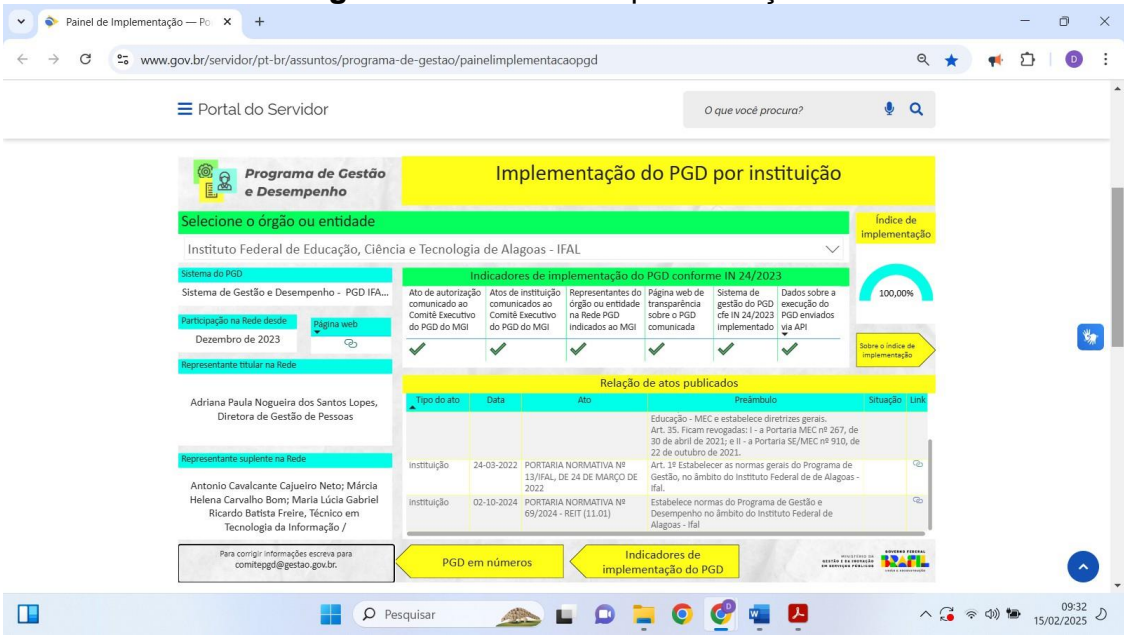 Painel de Implementação — Po
www.gov.br/servidor/pt-br/assuntos/programa-de-gestao/painelimplementacaopgd
D
Portal do Servidor
O que você procura?
Programa de Gestão
e Desempenho
Implementação do PGD por instituição
Selecione o órgão ou entidade
Instituto Federal de Educação, Ciência e Tecnologia de Alagoas - IFAL
Índice de
implementação
100,00%
Sobre o índice de
implementação
Sistema do PGD
Sistema de Gestão e Desempenho - PGD IFA...
Participação na Rede desde
Dezembro de 2023
Página web
Representante titular na Rede
Adriana Paula Nogueira dos Santos Lopes,
Diretora de Gestão de Pessoas
Representante suplente na Rede
Antonio Cavalcante Cajueiro Neto; Márcia
Helena Carvalho Bom; Maria Lúcia Gabriel
Ricardo Batista Freire, Técnico em
Tecnologia da Informação /
Indicadores de implementação do PGD conforme IN 24/2023
Ato de autorização
comunicado ao
Comitê Executivo
do PGD do MGI
Atos de instituição
comunicados ao
Comitê Executivo
do PGD do MGI
Representantes do
órgão ou entidade
na Rede PGD
indicados ao MGI
Página web de
transparência
sobre o PGD
comunicada
Sistema de
gestão do PGD
cfe IN 24/2023
implementado
Dados sobre a
execução do
PGD enviados
via API
Relação de atos publicados
Tipo do ato Data Ato Preâmbulo Situação Link
Educação - MEC e estabelece diretrizes gerais.
Art. 35. Ficam revogadas: I - a Portaria MEC nº 267, de
30 de abril de 2021; e II - a Portaria SE/MEC nº 910, de
22 de outubro de 2021.
instituição 24-03-2022 PORTARIA NORMATIVA Nº
13/IFAL, DE 24 DE MARÇO DE
2022
Art. 1º Estabelecer as normas gerais do Programa de
Gestão, no âmbito do Instituto Federal de de Alagoas -
Ifal.
instituição 02-10-2024 PORTARIA NORMATIVA Nº
69/2024 - REIT (11.01)
Estabelece normas do Programa de Gestão e
Desempenho no âmbito do Instituto Federal de
Alagoas - Ifal
Para corrigir informações escreva para
comitepgd@gestao.gov.br.
PGD em números
Indicadores de
implementação do PGD
MINISTÉRIO DA
GESTÃO E DA INOVAÇÃO
EM SERVIÇOS PÚBLICOS
GOVERNO FEDERAL
BRASIL
UNIÃO E RECONSTRUÇÃO
Pesquisar
09:32
15/02/2025